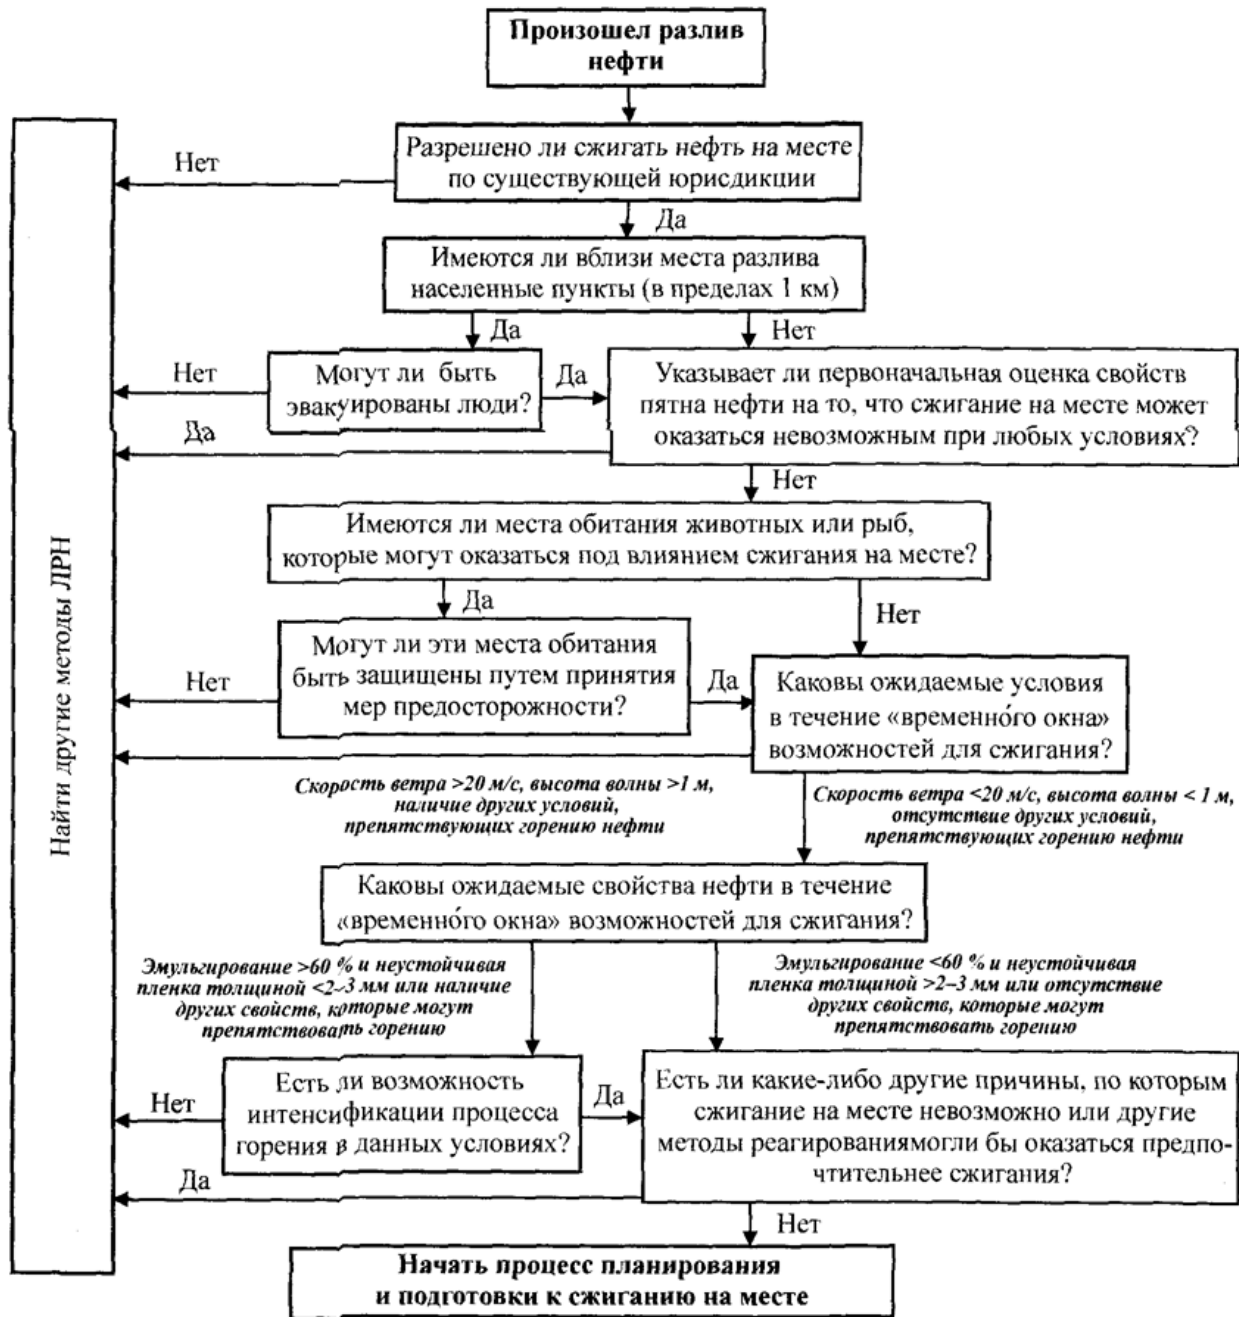 Произошел разлив
нефти
Разрешено ли сжигать нефть на месте
по существующей юрисдикции
Нет
Да
Имеются ли вблизи места разлива
населенные пункты (в пределах 1 км)
Да
Нет
Могут ли быть
эвакуированы люди?
Нет
Да
Указывает ли первоначальная оценка свойств
пятна нефти на то, что сжигание на месте может
оказаться невозможным при любых условиях?
Да
Нет
Имеются ли места обитания животных или рыб,
которые могут оказаться под влиянием сжигания на месте?
Да
Нет
Могут ли эти места обитания
быть защищены путем принятия
мер предосторожности?
Нет
Да
Каковы ожидаемые условия
в течение «временно́го окна»
возможностей для сжигания?
Скорость ветра >20 м/с, высота волны >1 м,
наличие других условий,
препятствующих горению нефти
Скорость ветра <20 м/с, высота волны < 1 м,
отсутствие других условий,
препятствующих горению нефти
Каковы ожидаемые свойства нефти в течение
«временно́го окна» возможностей для сжигания?
Эмульгирование >60 % и неустойчивая
пленка толщиной <2–3 мм или наличие
других свойств, которые могут
препятствовать горению
Эмульгирование <60 % и неустойчивая
пленка толщиной >2–3 мм или отсутствие
других свойств, которые могут
препятствовать горению
Есть ли возможность
интенсификации процесса
горения в данных условиях?
Нет
Да
Есть ли какие-либо другие причины, по которым
сжигание на месте невозможно или другие
методы реагированиямогли бы оказаться предпо-
чтительнее сжигания?
Да
Нет
Начать процесс планирования
и подготовки к сжиганию на месте
Найти другие методы ЛРН